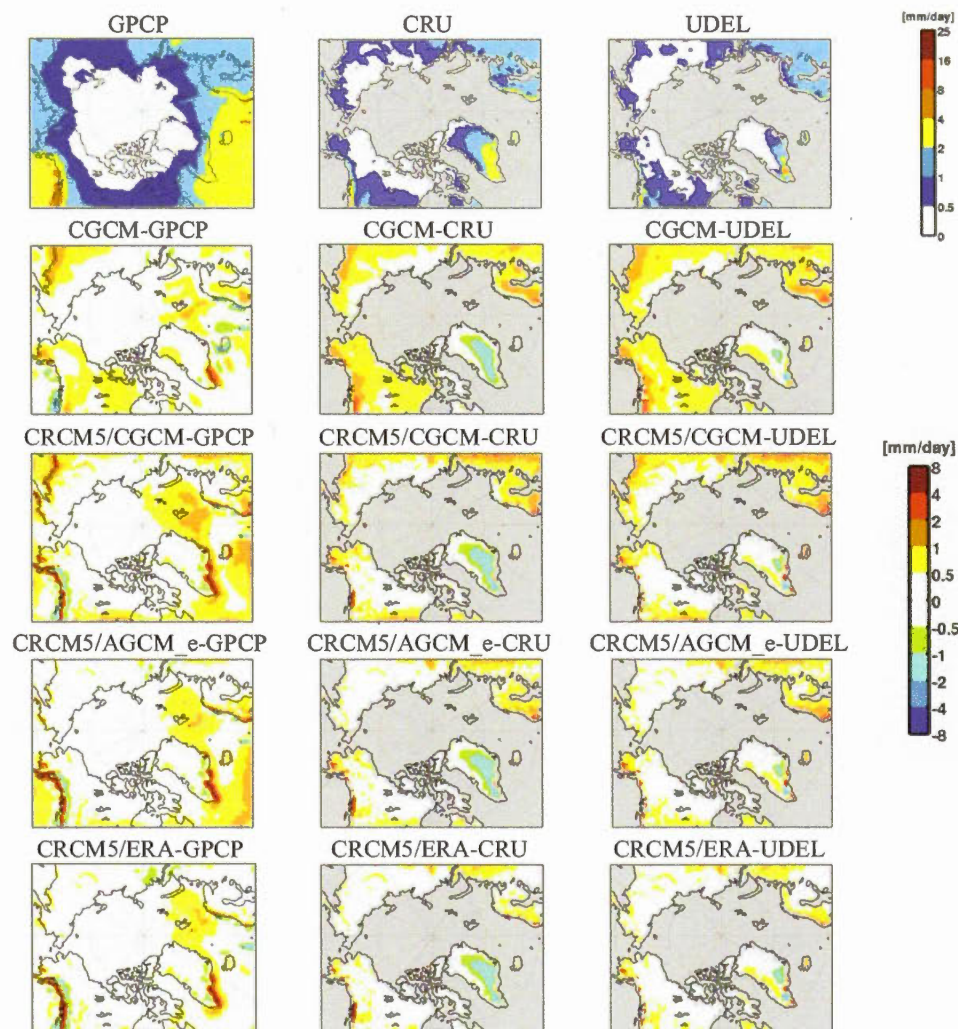 GPCP CRU UDEL
[mm/day]
25
16
8
4
2
1
0.5
0
CGCM-GPCP CGCM-CRU CGCM-UDEL
CRCM5/CGCM-GPCP CRCM5/CGCM-CRU CRCM5/CGCM-UDEL
[mm/day]
8
4
2
1
0.5
0
-0.5
-1
-2
-4
-8
CRCM5/AGCM_e-GPCP CRCM5/AGCM_e-CRU CRCM5/AGCM_e-UDEL
CRCM5/ERA-GPCP CRCM5/ERA-CRU CRCM5/ERA-UDEL